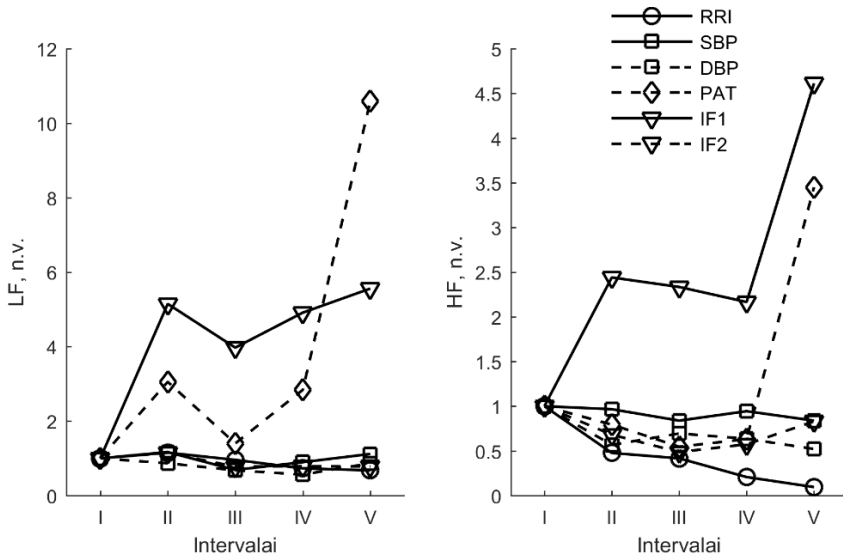 12
10
8
6
4
2
0
LF, n.v.
I II III IV V
Intervalai
RRI
SBP
DBP
PAT
IF1
IF2
5
4.5
4
3.5
3
2.5
2
1.5
1
0.5
0
HF, n.v.
I II III IV V
Intervalai